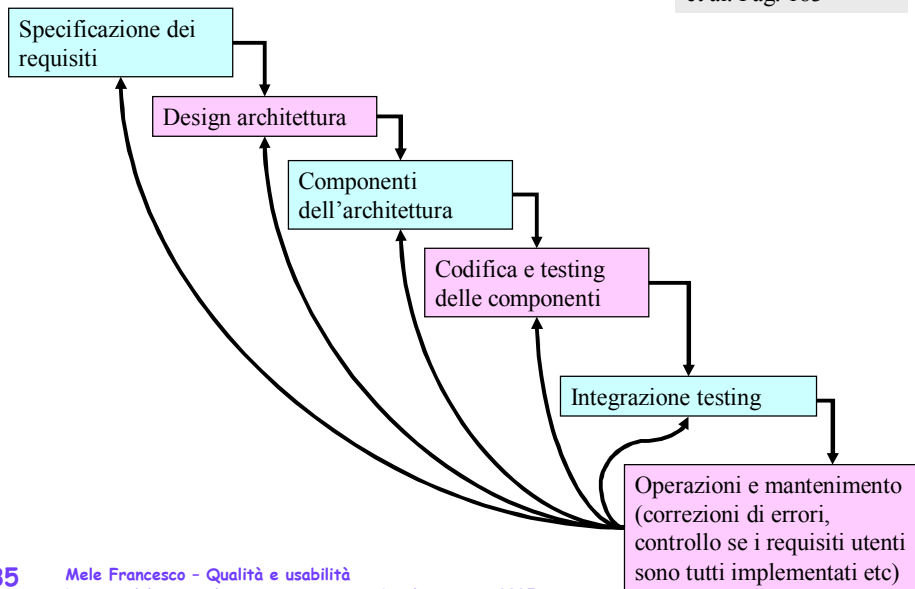 Specificazione dei
requisiti
Design architettura
Componenti
dell’architettura
Codifica e testing
delle componenti
Integrazione testing
Operazioni e mantenimento
(correzioni di errori,
controllo se i requisiti utenti
sono tutti implementati etc)
Mele Francesco – Qualità e usabilità